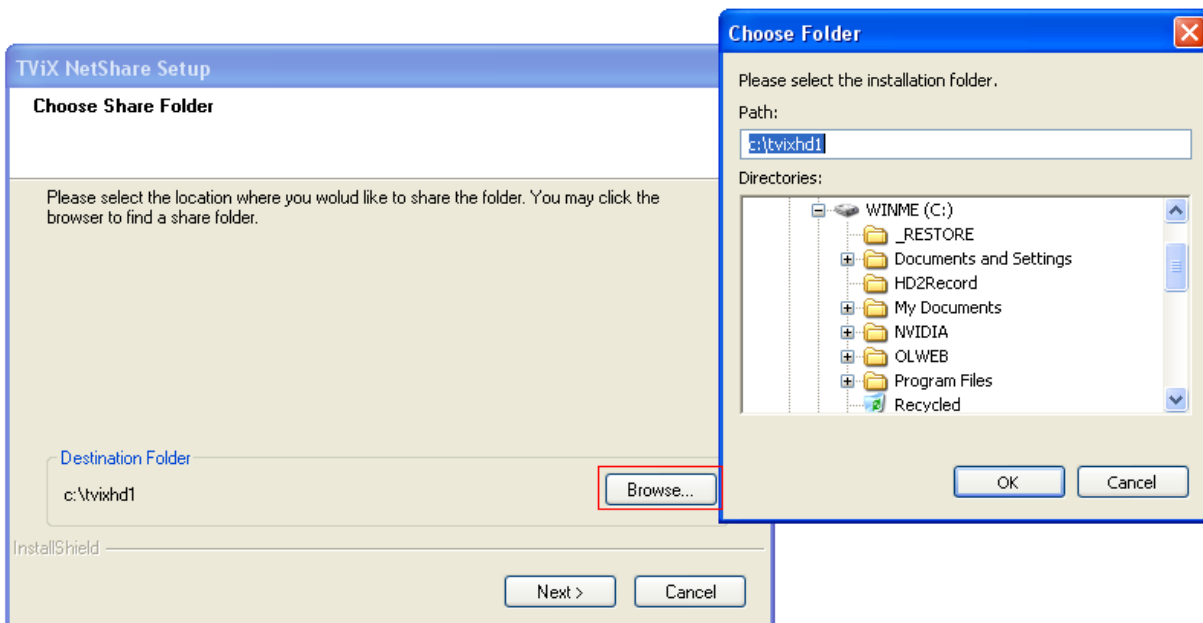 TViX NetShare Setup
Choose Share Folder
Please select the location where you wolud like to share the folder. You may click the
browser to find a share folder.
Destination Folder
c:\tvixhd1
Browse...
InstallShield
Next >
Cancel
Choose Folder
Please select the installation folder.
Path:
c:\tvixhd1
Directories:
WINME (C:)
_RESTORE
Documents and Settings
HD2Record
My Documents
NVIDIA
OLWEB
Program Files
Recycled
OK
Cancel